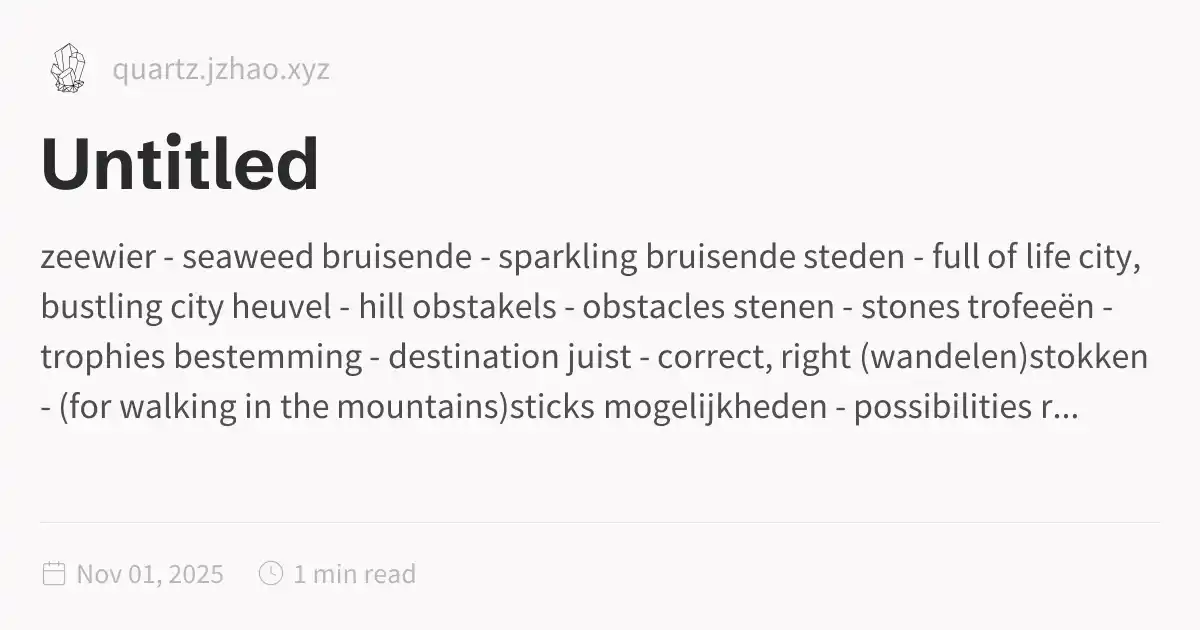 quartz.jzhao.xyz
Untitled
zeewier - seaweed bruisende - sparkling bruisende steden - full of life city,
bustling city heuvel - hill obstakels - obstacles stenen - stones trofeeën -
trophies bestemming - destination juist - correct, right (wandelen)stokken
- (for walking in the mountains)sticks mogelijkheden - possibilities r...
Nov 01, 2025 1 min read